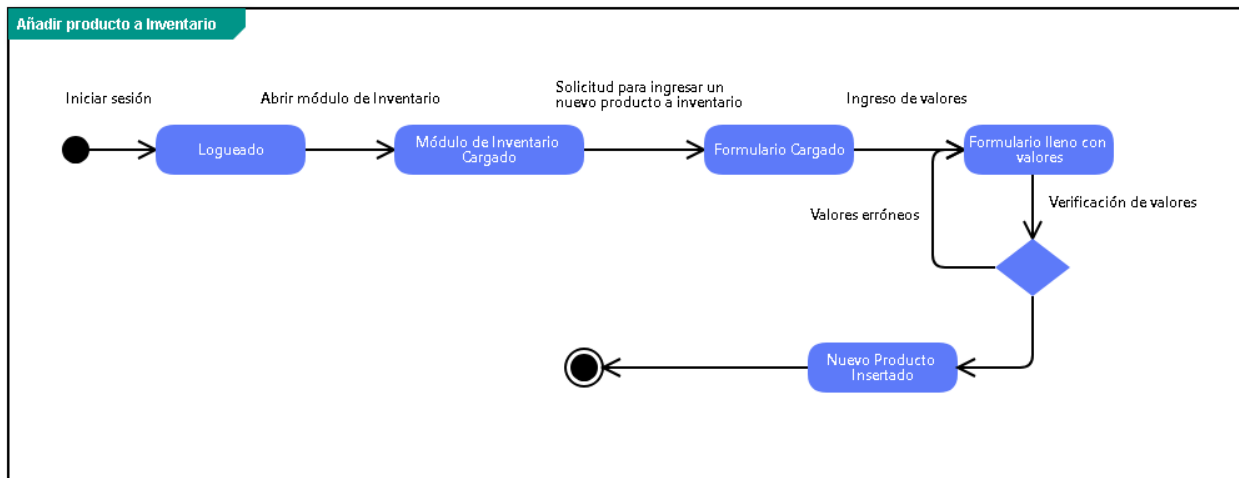 Añadir producto a Inventario
Iniciar sesión
Abrir módulo de Inventario
Solicitud para ingresar un
nuevo producto a inventario
Ingreso de valores
Logueado
Módulo de Inventario
Cargado
Formulario Cargado
Formulario lleno con
valores
Valores erróneos
Verificación de valores
Nuevo Producto
Insertado